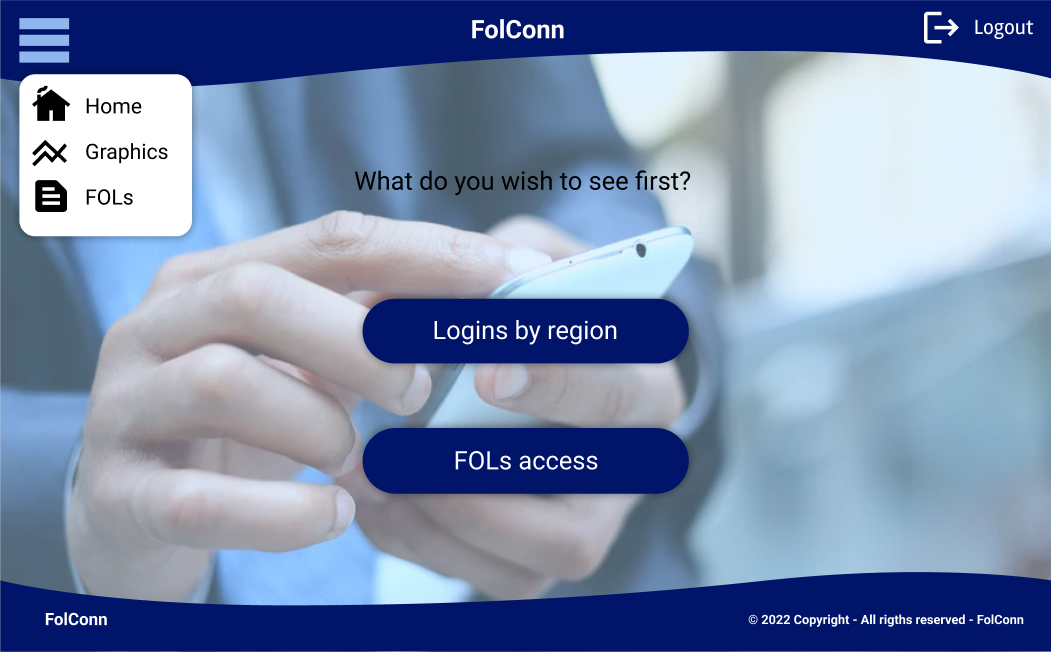 FolConn
Logout
Home
Graphics
FOLs
What do you wish to see first?
Logins by region
FOLs access
FolConn
© 2022 Copyright - All rigths reserved - FolConn